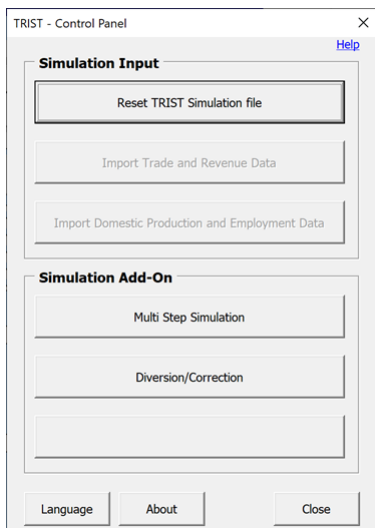 TRIST - Control Panel
Help
Simulation Input
Reset TRIST Simulation file
Import Trade and Revenue Data
Import Domestic Production and Employment Data
Simulation Add-On
Multi Step Simulation
Diversion/Correction
Language About Close